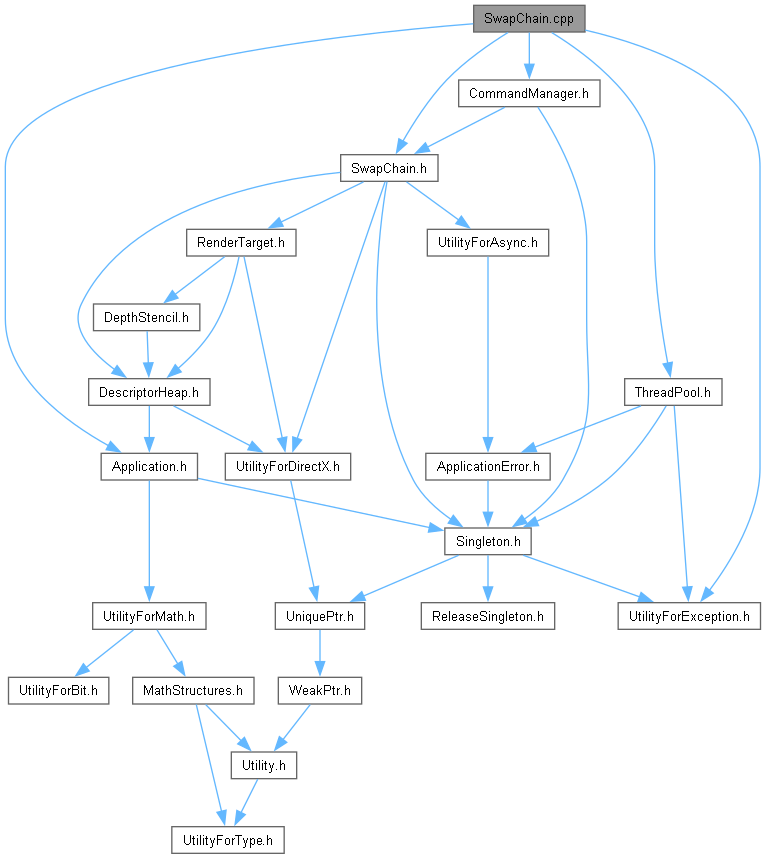 SwapChain.cpp
CommandManager.h
SwapChain.h
RenderTarget.h
UtilityForAsync.h
DepthStencil.h
DescriptorHeap.h
ThreadPool.h
Application.h
UtilityForDirectX.h
ApplicationError.h
Singleton.h
UtilityForMath.h
UniquePtr.h
ReleaseSingleton.h
UtilityForException.h
UtilityForBit.h
MathStructures.h
WeakPtr.h
Utility.h
UtilityForType.h